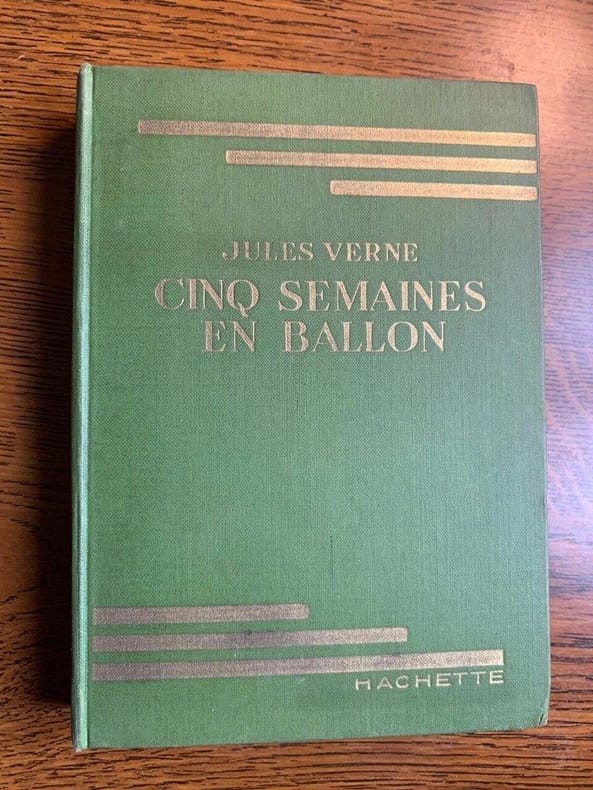 JULES VERNE
CINQ SEMAINES
EN BALLON
HACHETTE